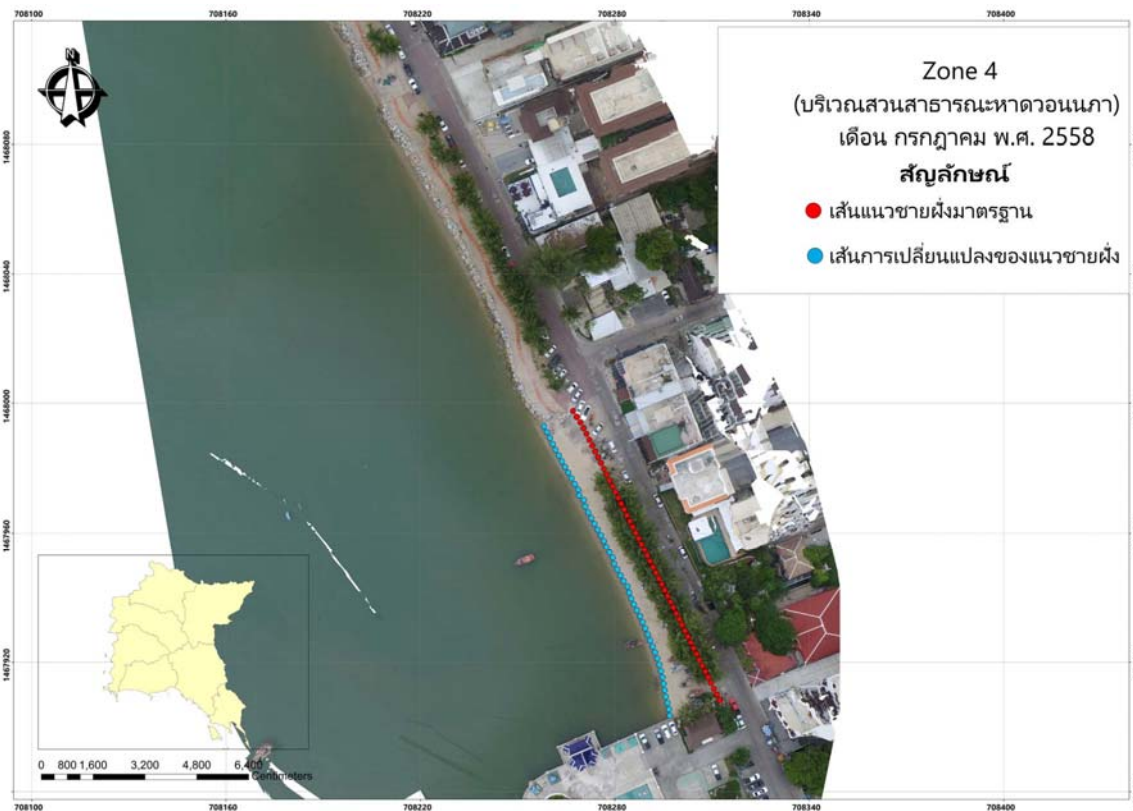 708100 708160 708220 708280 708340 708400
N
Zone 4
(บริเวณสวนสาธารณะหาดวอนนภา)
เดือน กรกฎาคม พ.ศ. 2558
สัญลักษณ์
เส้นแนวชายฝั่งมาตรฐาน
เส้นการเปลี่ยนแปลงของแนวชายฝั่ง
1468080
1468040
1468000
1467960
1467920
0 800 1,600 3,200 4,800 6,400
Centimeters
708100 708160 708220 708280 708340 708400